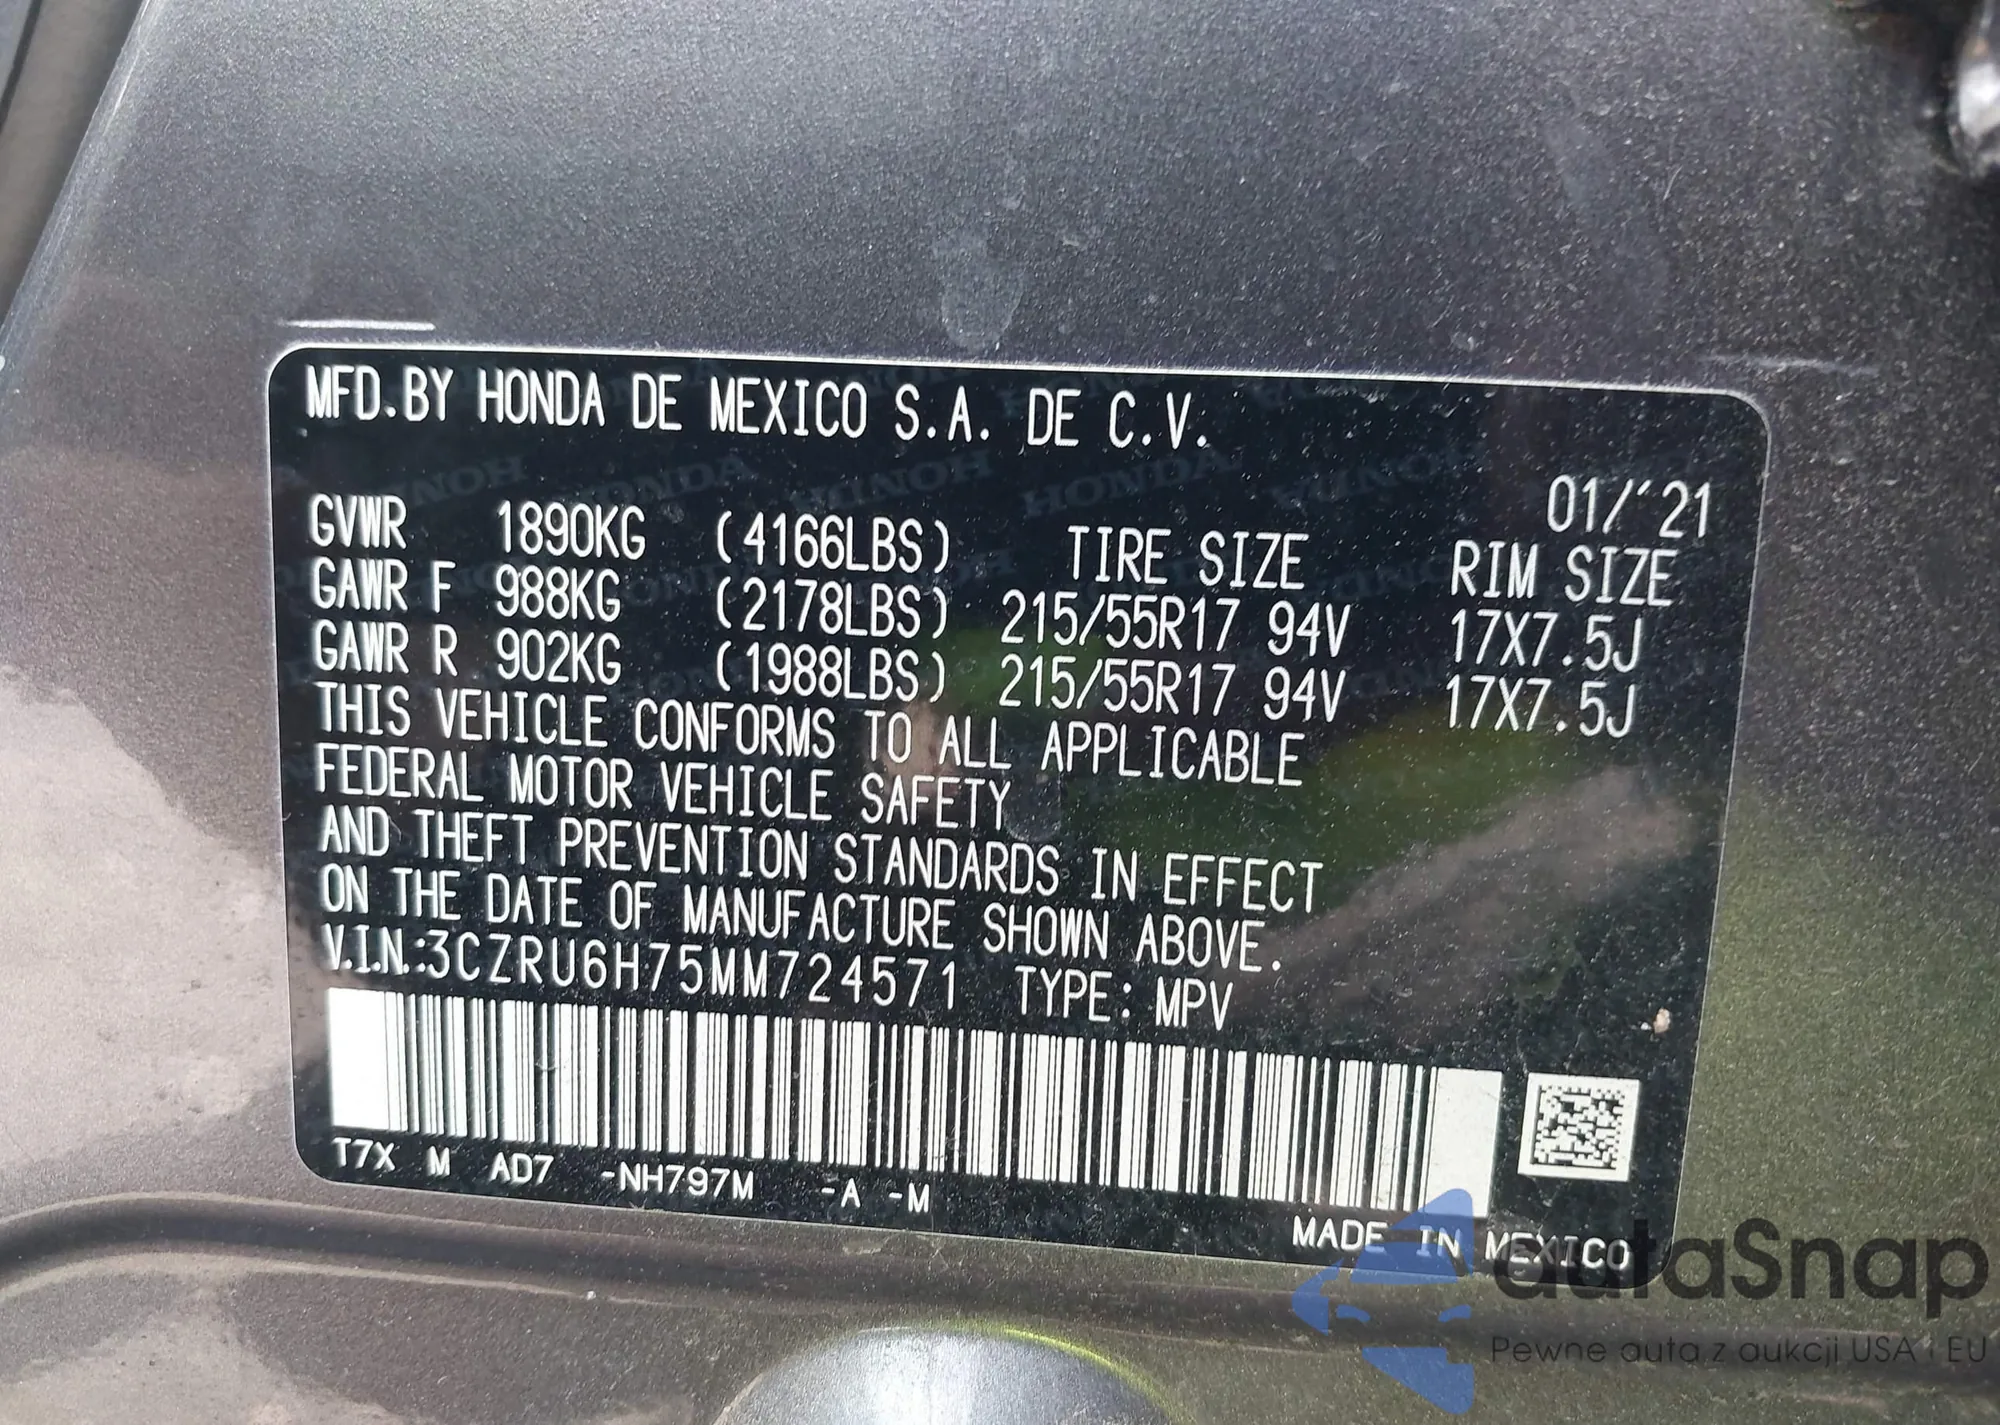 MFD.BY HONDA DE MEXICO S.A. DE C.V.
01/'21
GVWR 1890KG (4166LBS) TIRE SIZE RIM SIZE
GAWR F 988KG (2178LBS) 215/55R17 94V 17X7.5J
GAWR R 902KG (1988LBS) 215/55R17 94V 17X7.5J
THIS VEHICLE CONFORMS TO ALL APPLICABLE
FEDERAL MOTOR VEHICLE SAFETY
AND THEFT PREVENTION STANDARDS IN EFFECT
ON THE DATE OF MANUFACTURE SHOWN ABOVE.
V.I.N.:3CZRU6H75MM724571 TYPE: MPV
T7X M AD7 -NH797M -A -M
MADE IN MEXICO
autaSnap
Pewne auta z aukcji USA i EU